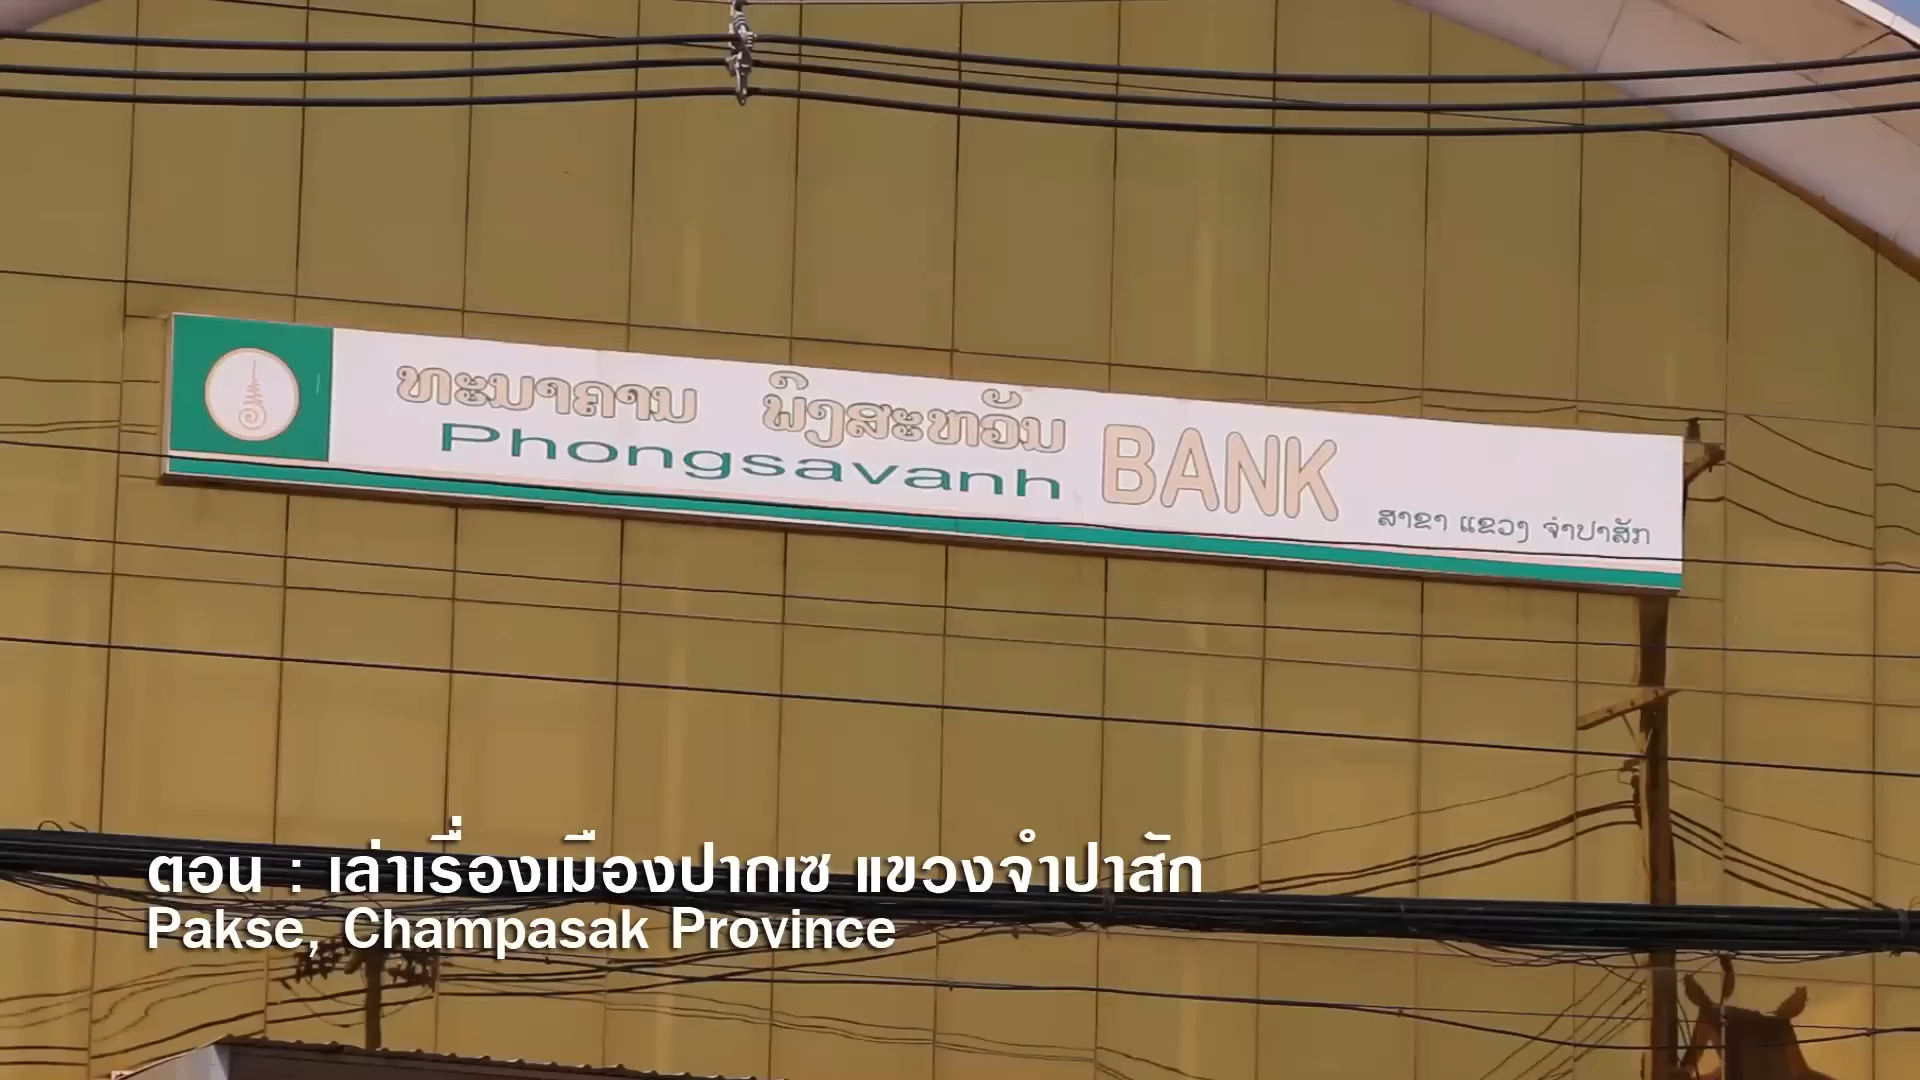 ທະນາຄານ ພົງສະຫວັນ
Phongsavanh BANK
ສາຂາ ແຂວງ ຈຳປາສັກ
ตอน : เล่าเรื่องเมืองปากเซ แขวงจำปาสัก
Pakse, Champasak Province